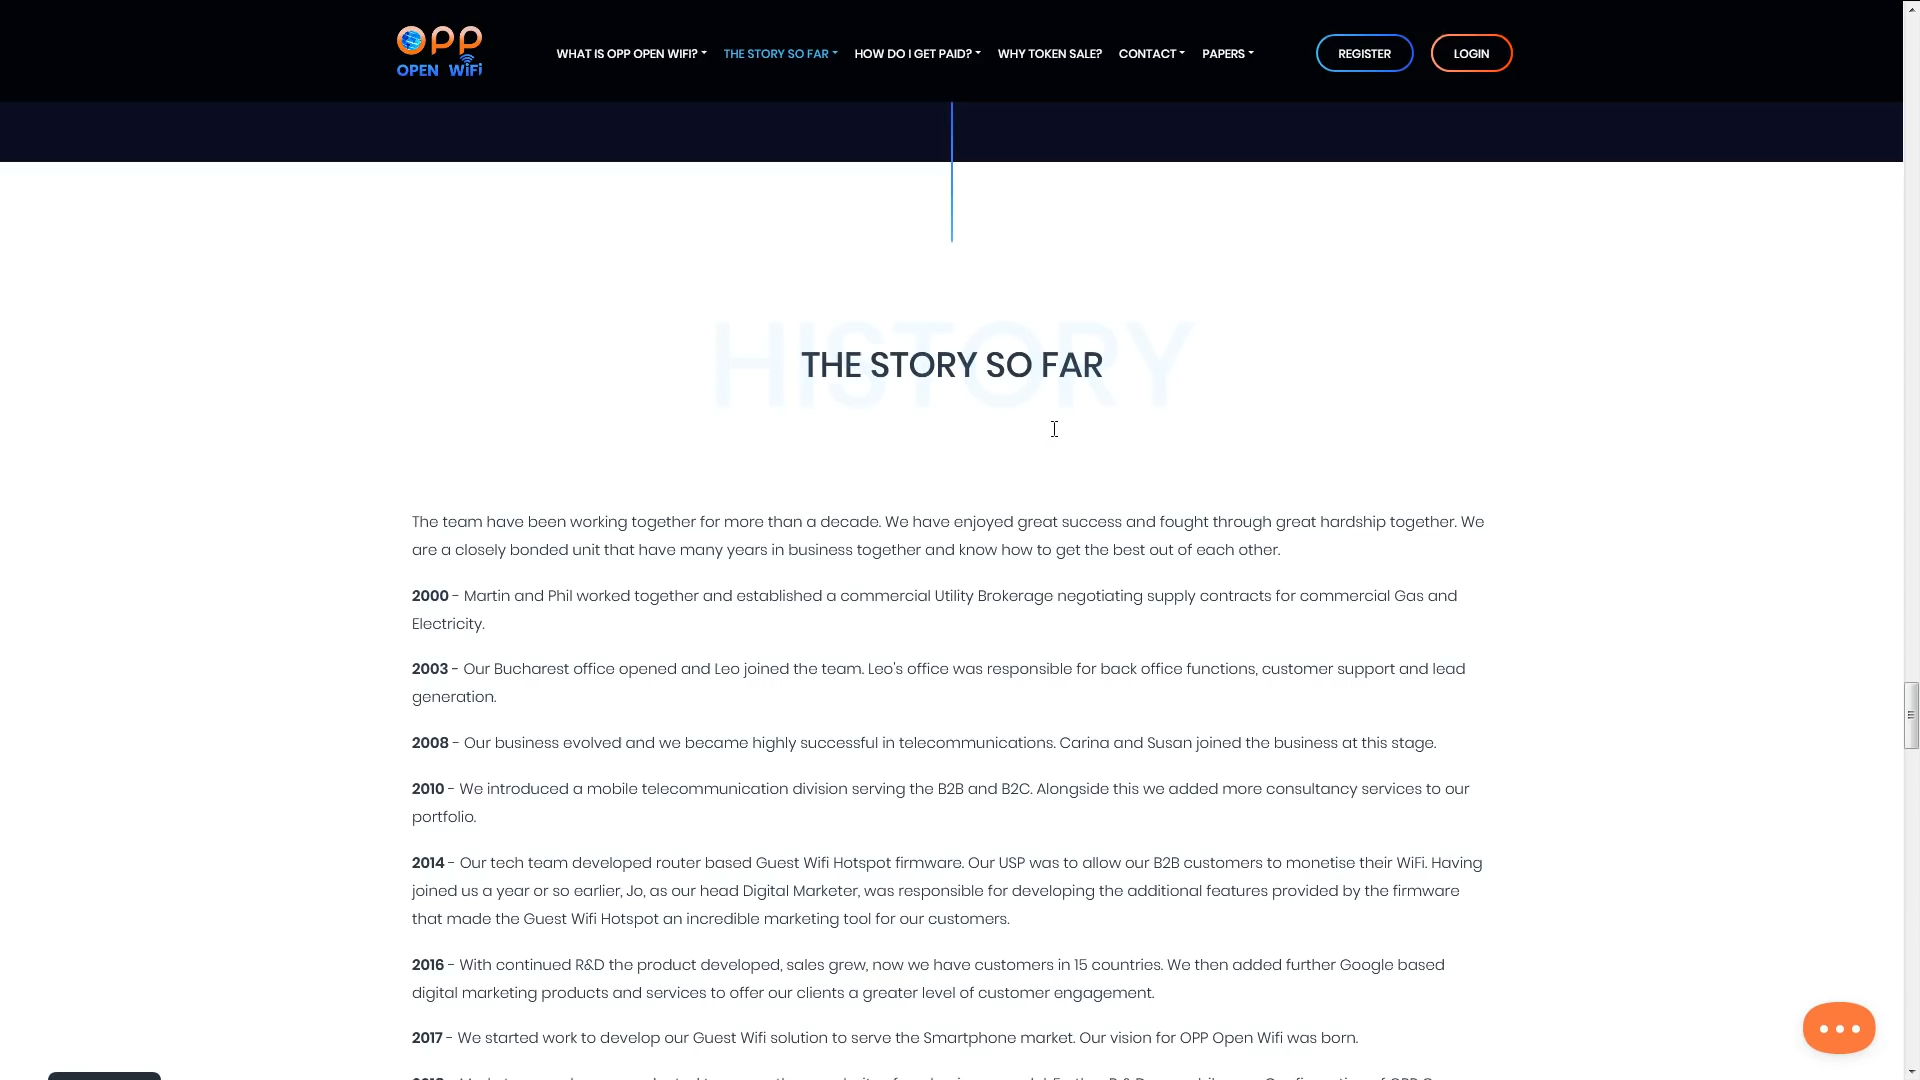 OPP
OPEN WiFi
WHAT IS OPP OPEN WIFI?
THE STORY SO FAR
HOW DO I GET PAID?
WHY TOKEN SALE?
CONTACT
PAPERS
REGISTER
LOGIN
HISTORY
THE STORY SO FAR
The team have been working together for more than a decade. We have enjoyed great success and fought through great hardship together. We
are a closely bonded unit that have many years in business together and know how to get the best out of each other.
2000 - Martin and Phil worked together and established a commercial Utility Brokerage negotiating supply contracts for commercial Gas and
Electricity.
2003 - Our Bucharest office opened and Leo joined the team. Leo's office was responsible for back office functions, customer support and lead
generation.
2008 - Our business evolved and we became highly successful in telecommunications. Carina and Susan joined the business at this stage.
2010 - We introduced a mobile telecommunication division serving the B2B and B2C. Alongside this we added more consultancy services to our
portfolio.
2014 - Our tech team developed router based Guest Wifi Hotspot firmware. Our USP was to allow our B2B customers to monetise their WiFi. Having
joined us a year or so earlier, Jo, as our head Digital Marketer, was responsible for developing the additional features provided by the firmware
that made the Guest Wifi Hotspot an incredible marketing tool for our customers.
2016 - With continued R&D the product developed, sales grew, now we have customers in 15 countries. We then added further Google based
digital marketing products and services to offer our clients a greater level of customer engagement.
2017 - We started work to develop our Guest Wifi solution to serve the Smartphone market. Our vision for OPP Open Wifi was born.